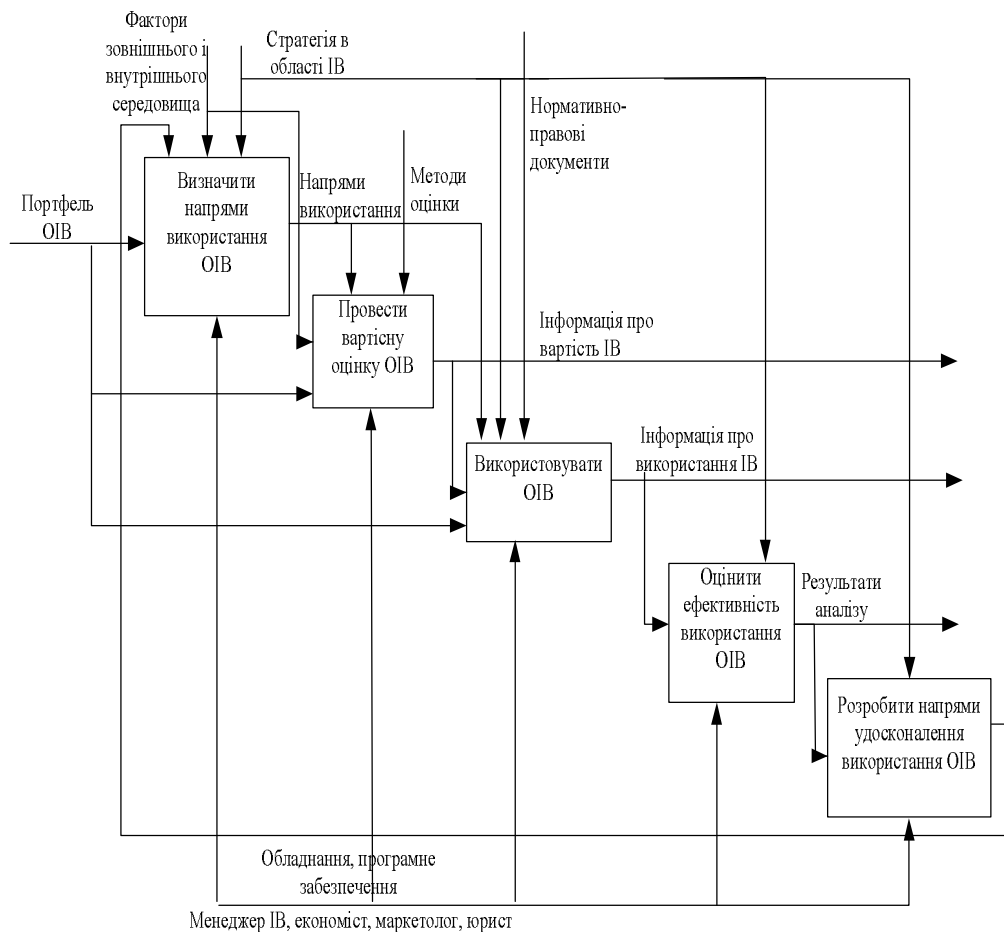 Фактори
зовнішнього і
внутрішнього
середовища
Стратегія в
області ІВ
Нормативно-
правові
документи
Портфель
ОІВ
Визначити
напрями
використання
ОІВ
Напрями
використання
Методи
оцінки
Провести
вартісну
оцінку ОІВ
Інформація про
вартість ІВ
Використовувати
ОІВ
Інформація про
використання ІВ
Оцінити
ефективність
використання
ОІВ
Результати
аналізу
Розробити напрями
удосконалення
використання ОІВ
Обладнання, програмне
забезпечення
Менеджер ІВ, економіст, маркетолог, юрист